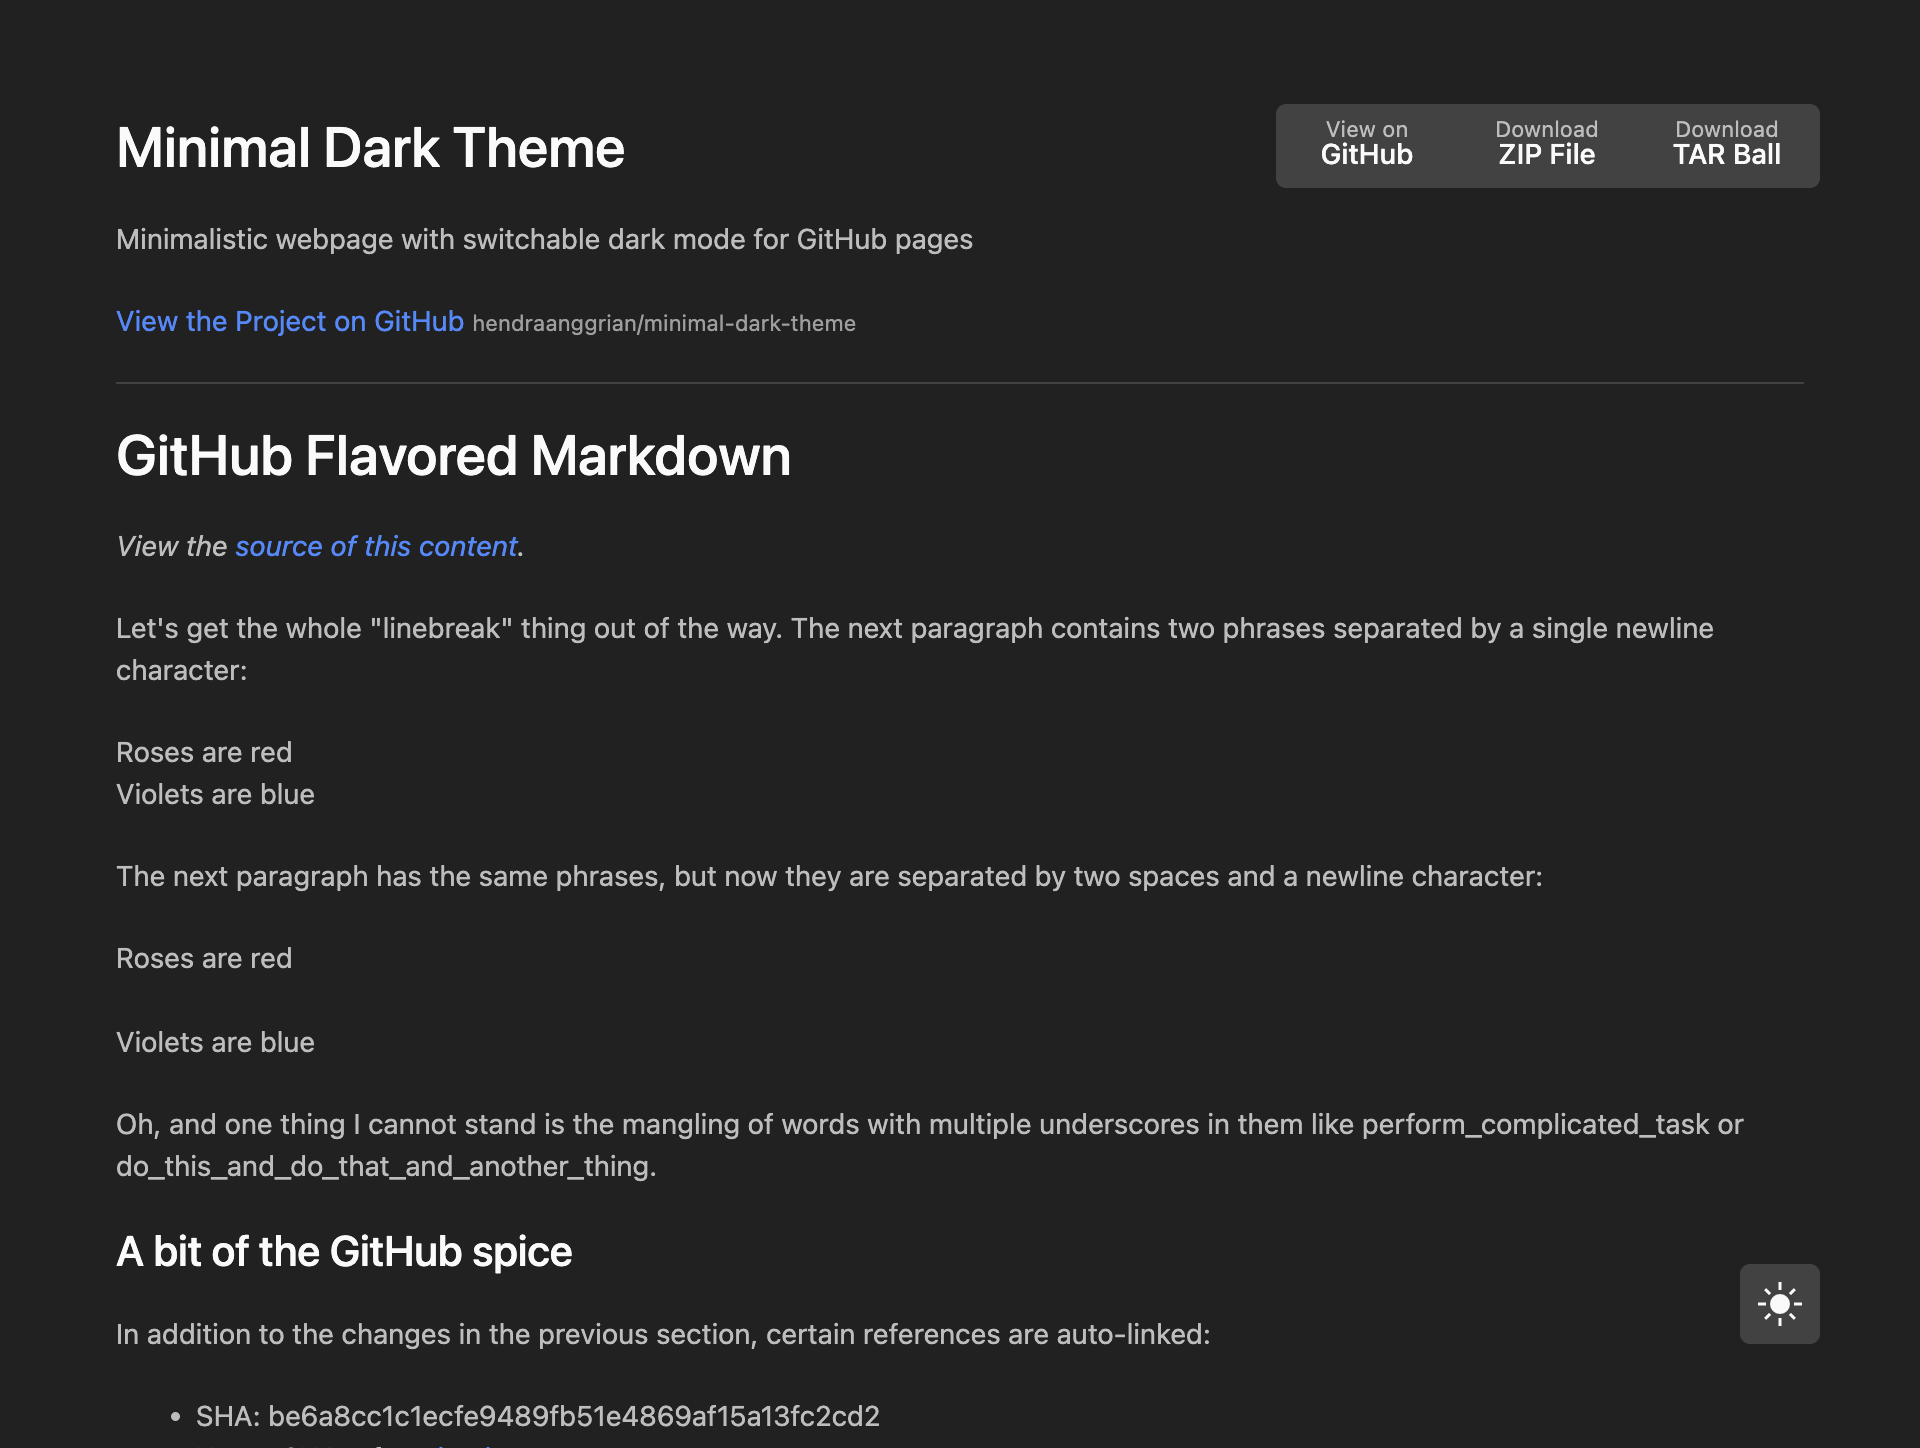 Minimal Dark Theme
View on
GitHub
Download
ZIP File
Download
TAR Ball
Minimalistic webpage with switchable dark mode for GitHub pages
View the Project on GitHub hendraanggrian/minimal-dark-theme
GitHub Flavored Markdown
View the source of this content.
Let's get the whole "linebreak" thing out of the way. The next paragraph contains two phrases separated by a single newline
character:
Roses are red
Violets are blue
The next paragraph has the same phrases, but now they are separated by two spaces and a newline character:
Roses are red
Violets are blue
Oh, and one thing I cannot stand is the mangling of words with multiple underscores in them like perform_complicated_task or
do_this_and_do_that_and_another_thing.
A bit of the GitHub spice
In addition to the changes in the previous section, certain references are auto-linked:
• SHA: be6a8cc1c1ecfe9489fb51e4869af15a13fc2cd2